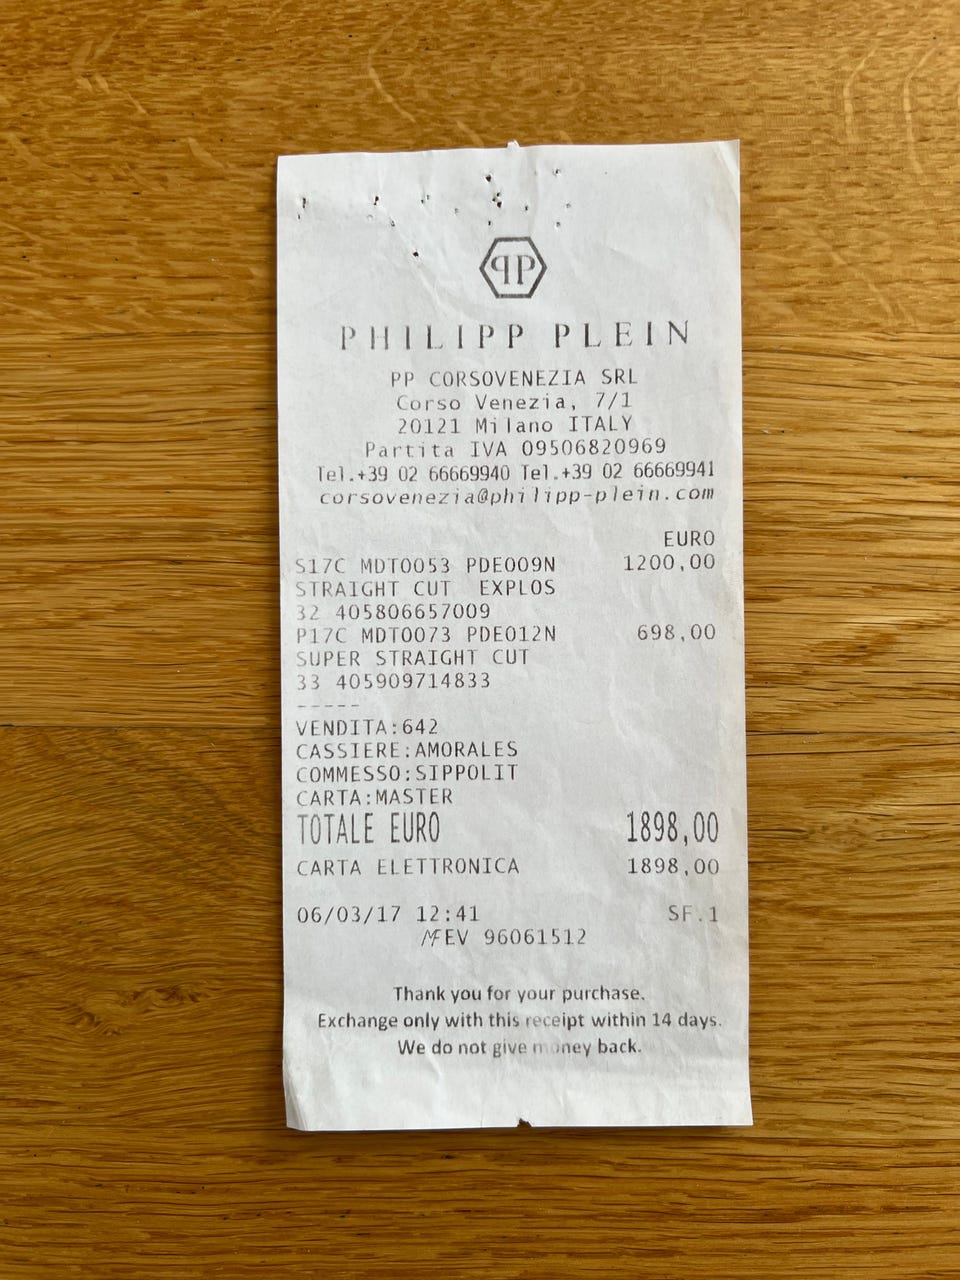 PP
PHILIPP PLEIN
PP CORSOVENEZIA SRL
Corso Venezia, 7/1
20121 Milano ITALY
Partita IVA 09506820969
Tel.+39 02 66669940 Tel.+39 02 66669941
corsovenezia@philipp-plein.com
EURO
S17C MDT0053 PDE009N 1200,00
STRAIGHT CUT EXPLOS
32 405806657009
P17C MDT0073 PDE012N 698,00
SUPER STRAIGHT CUT
33 405909714833
-----
VENDITA:642
CASSIERE:AMORALES
COMMESSO:SIPPOLIT
CARTA:MASTER
TOTALE EURO 1898,00
CARTA ELETTRONICA 1898,00
06/03/17 12:41 SF.1
MF EV 96061512
Thank you for your purchase.
Exchange only with this receipt within 14 days.
We do not give money back.